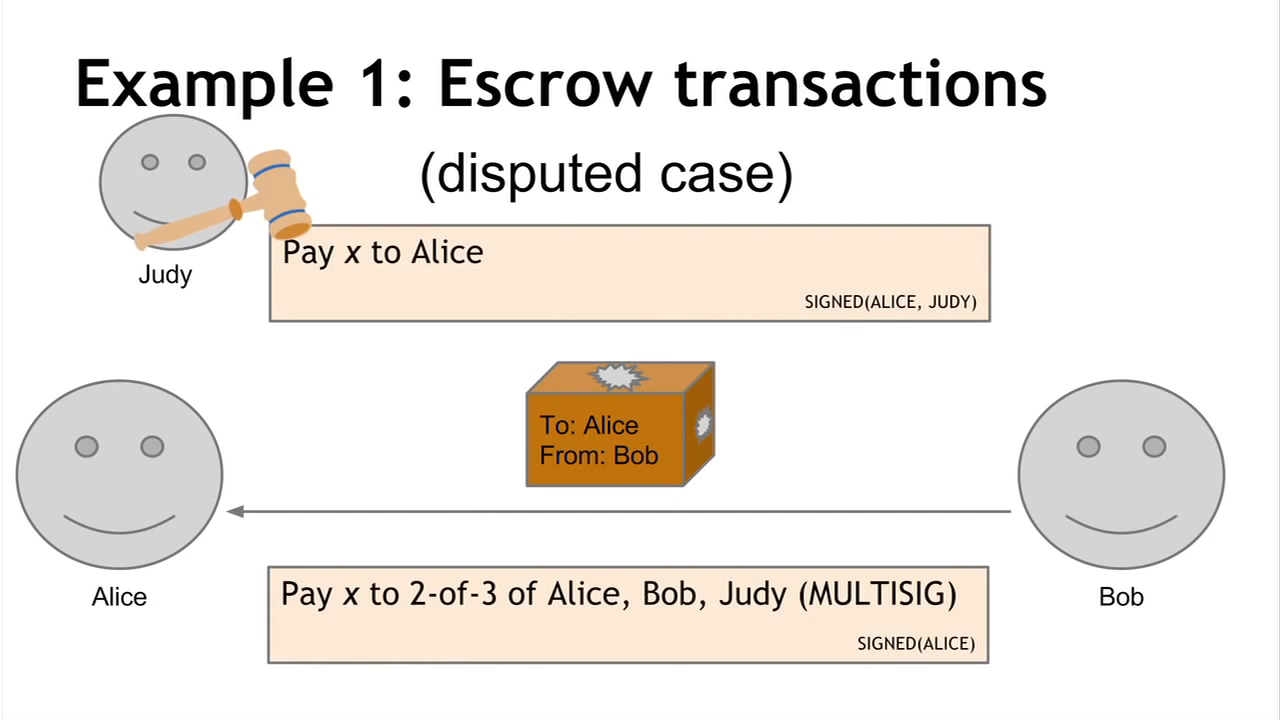 Example 1: Escrow transactions
(disputed case)
Judy
Pay x to Alice
SIGNED(ALICE, JUDY)
To: Alice
From: Bob
Alice
Bob
Pay x to 2-of-3 of Alice, Bob, Judy (MULTISIG)
SIGNED(ALICE)